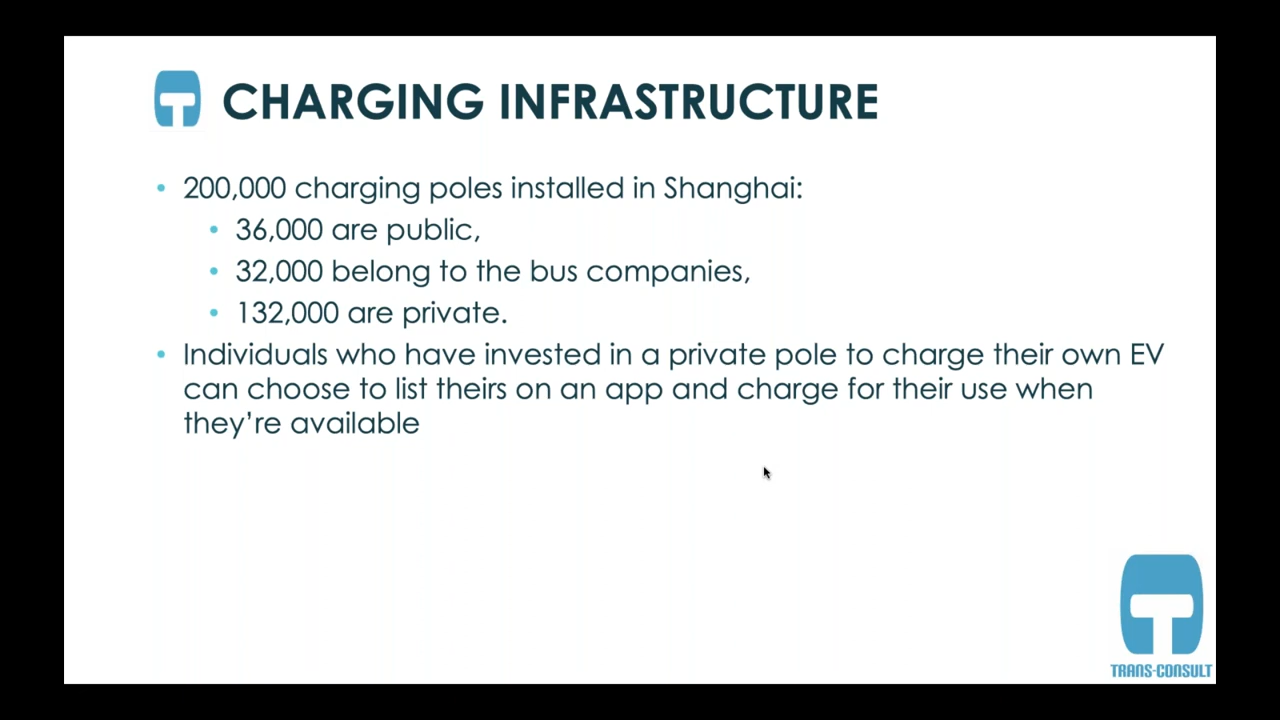 CHARGING INFRASTRUCTURE
• 200,000 charging poles installed in Shanghai:
• 36,000 are public,
• 32,000 belong to the bus companies,
• 132,000 are private.
• Individuals who have invested in a private pole to charge their own EV
can choose to list theirs on an app and charge for their use when
they’re available
TRANS-CONSULT